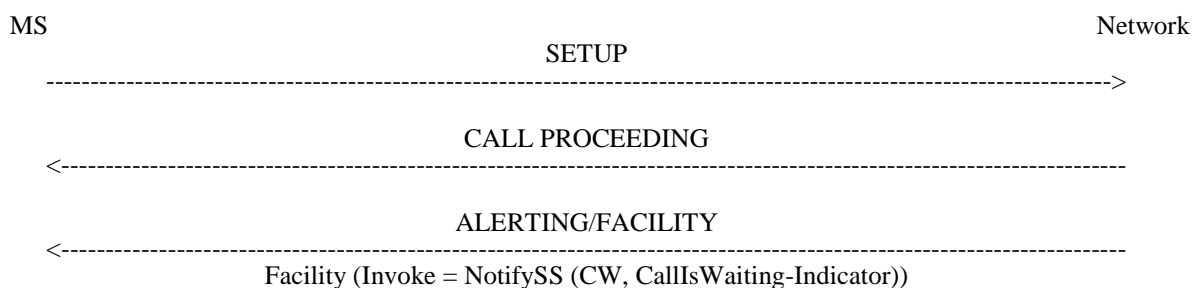 MS Network
SETUP
------------------------------------------------------------------------------------------------------------------------>
CALL PROCEEDING
<------------------------------------------------------------------------------------------------------------------------
ALERTING/FACILITY
<------------------------------------------------------------------------------------------------------------------------
Facility (Invoke = NotifySS (CW, CallIsWaiting-Indicator))